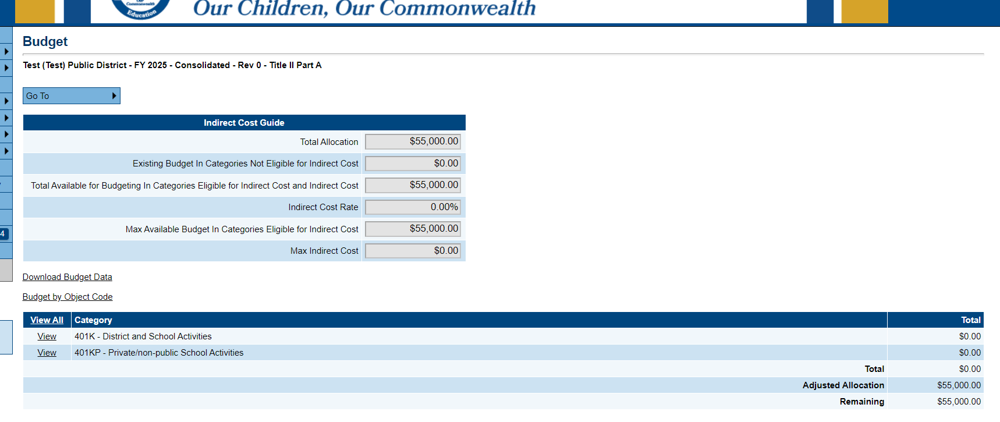 Commonwealth
Education
Our Children, Our Commonwealth
Budget
Test (Test) Public District - FY 2025 - Consolidated - Rev 0 - Title II Part A
Go To
Indirect Cost Guide
Total Allocation $55,000.00
Existing Budget In Categories Not Eligible for Indirect Cost $0.00
Total Available for Budgeting In Categories Eligible for Indirect Cost and Indirect Cost $55,000.00
Indirect Cost Rate 0.00%
Max Available Budget In Categories Eligible for Indirect Cost $55,000.00
Max Indirect Cost $0.00
4
Download Budget Data
Budget by Object Code
View All Category Total
View 401K - District and School Activities $0.00
View 401KP - Private/non-public School Activities $0.00
Total $0.00
Adjusted Allocation $55,000.00
Remaining $55,000.00